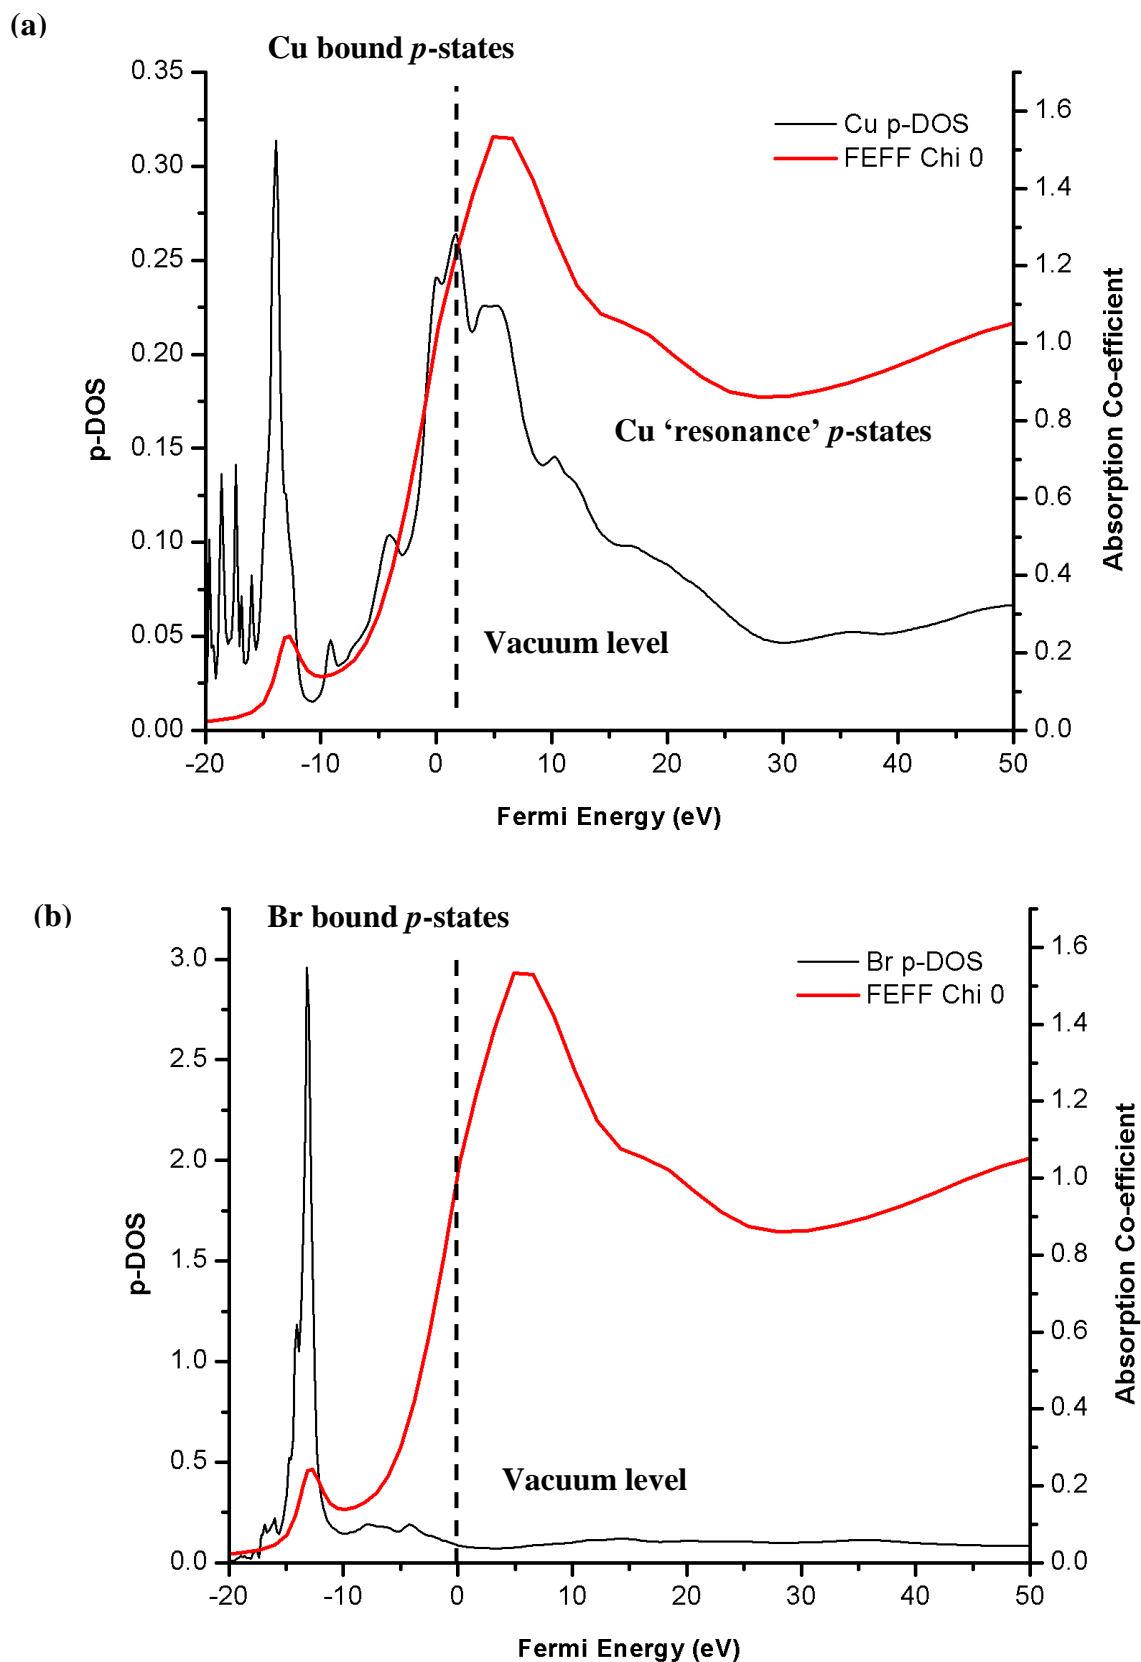 (a)
Cu bound p-states
Cu p-DOS
FEFF Chi 0
0.35
0.30
0.25
0.20
0.15
0.10
0.05
0.00
p-DOS
1.6
1.4
1.2
1.0
0.8
0.6
0.4
0.2
0.0
Absorption Co-efficient
Cu ‘resonance’ p-states
Vacuum level
-20
-10
0
10
20
30
40
50
Fermi Energy (eV)
(b)
Br bound p-states
Br p-DOS
FEFF Chi 0
3.0
2.5
2.0
1.5
1.0
0.5
0.0
p-DOS
1.6
1.4
1.2
1.0
0.8
0.6
0.4
0.2
0.0
Absorption Co-efficient
Vacuum level
-20
-10
0
10
20
30
40
50
Fermi Energy (eV)